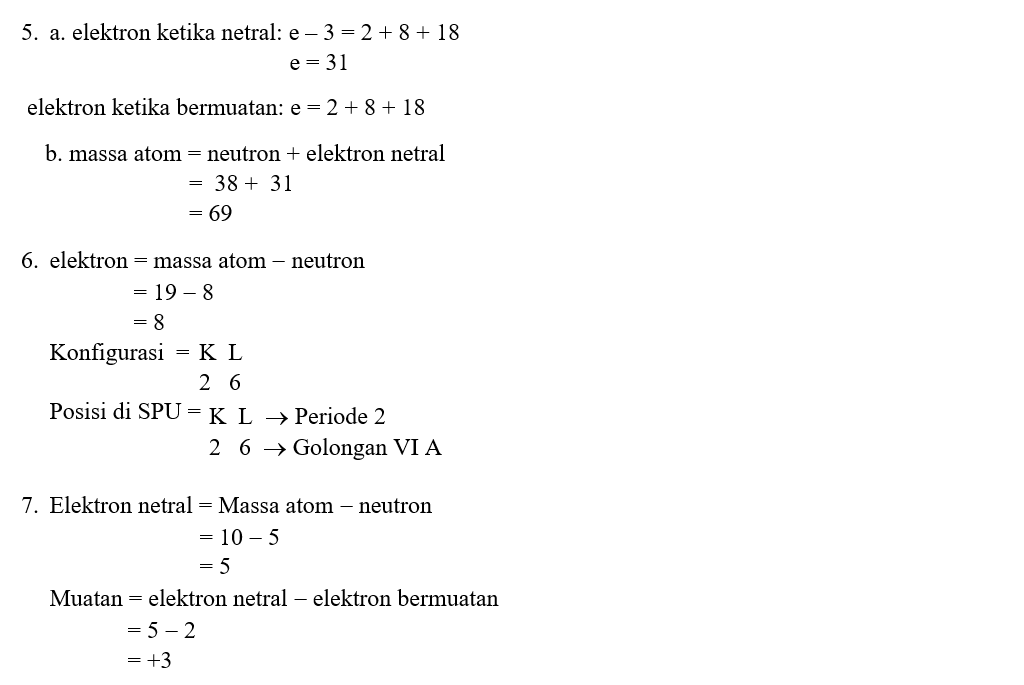 5. a. elektron ketika netral: e – 3 = 2 + 8 + 18
e = 31
elektron ketika bermuatan: e = 2 + 8 + 18
b. massa atom = neutron + elektron netral
= 38 + 31
= 69
6. elektron = massa atom – neutron
= 19 – 8
= 8
Konfigurasi = K L
2 6
Posisi di SPU = K L → Periode 2
2 6 → Golongan VI A
7. Elektron netral = Massa atom – neutron
= 10 – 5
= 5
Muatan = elektron netral – elektron bermuatan
= 5 – 2
= +3